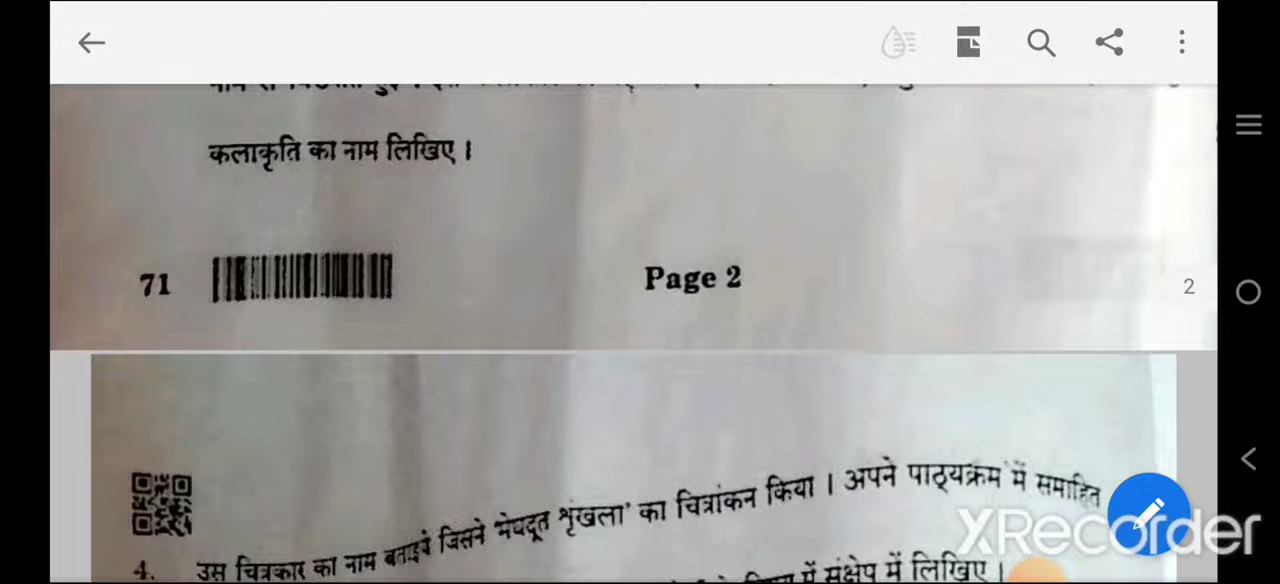 कलाकृति का नाम लिखिए ।
71
Page 2
2
4. उस चित्रकार का नाम बताइये जिसने 'मेघदूत शृंखला' का चित्रांकन किया । अपने पाठ्यक्रम में समाहित
में संक्षेप में लिखिए ।
XRecorder